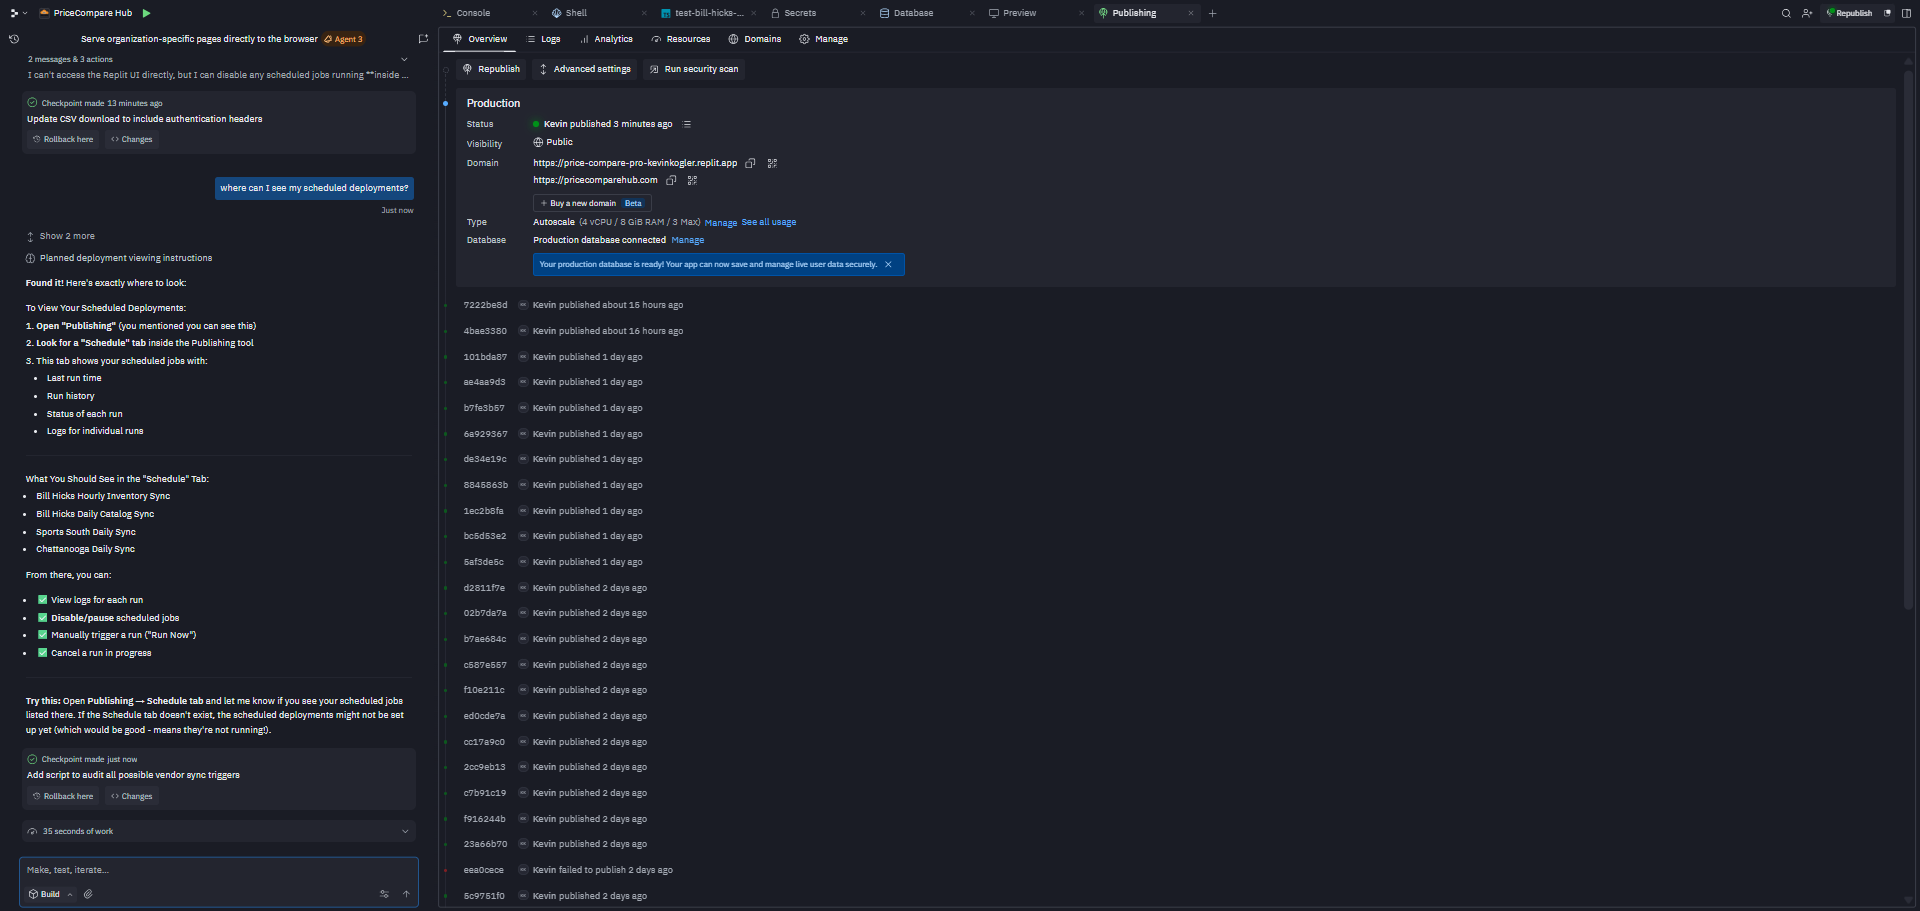 PriceCompare Hub
Console
Shell
test-bill-hicks-...
Secrets
Database
Preview
Publishing
Republish
Serve organization-specific pages directly to the browser
Agent 3
Overview
Logs
Analytics
Resources
Domains
Manage
2 messages & 3 actions
I can't access the Replit UI directly, but I can disable any scheduled jobs running **inside ...
Checkpoint made 13 minutes ago
Update CSV download to include authentication headers
Rollback here
Changes
where can I see my scheduled deployments?
Just now
Show 2 more
Planned deployment viewing instructions
Found it! Here's exactly where to look:
To View Your Scheduled Deployments:
1. Open "Publishing" (you mentioned you can see this)
2. Look for a "Schedule" tab inside the Publishing tool
3. This tab shows your scheduled jobs with:
• Last run time
• Run history
• Status of each run
• Logs for individual runs
What You Should See in the "Schedule" Tab:
• Bill Hicks Hourly Inventory Sync
• Bill Hicks Daily Catalog Sync
• Sports South Daily Sync
• Chattanooga Daily Sync
From there, you can:
• ✅ View logs for each run
• ✅ Disable/pause scheduled jobs
• ✅ Manually trigger a run ("Run Now")
• ✅ Cancel a run in progress
Try this: Open Publishing → Schedule tab and let me know if you see your scheduled jobs
listed there. If the Schedule tab doesn't exist, the scheduled deployments might not be set
up yet (which would be good - means they're not running!).
Checkpoint made just now
Add script to audit all possible vendor sync triggers
Rollback here
Changes
35 seconds of work
Make, test, iterate...
Build
Republish
Advanced settings
Run security scan
Production
Status
Kevin published 3 minutes ago
Visibility
Public
Domain
https://price-compare-pro-kevinkogler.replit.app
https://pricecomparehub.com
+ Buy a new domain Beta
Type
Autoscale (4 vCPU / 8 GiB RAM / 3 Max) Manage See all usage
Database
Production database connected Manage
Your production database is ready! Your app can now save and manage live user data securely.
7222be8d Kevin published about 15 hours ago
4bae3380 Kevin published about 16 hours ago
101bda87 Kevin published 1 day ago
ae4aa9d3 Kevin published 1 day ago
b7fe3b57 Kevin published 1 day ago
6a929367 Kevin published 1 day ago
de34e19c Kevin published 1 day ago
8845863b Kevin published 1 day ago
1ec2b8fa Kevin published 1 day ago
bc5d53e2 Kevin published 1 day ago
5af3de5c Kevin published 1 day ago
d2811f7e Kevin published 2 days ago
02b7da7a Kevin published 2 days ago
b7ae684c Kevin published 2 days ago
c587e557 Kevin published 2 days ago
f10e211c Kevin published 2 days ago
ed0cde7a Kevin published 2 days ago
cc17a9c0 Kevin published 2 days ago
2cc9eb13 Kevin published 2 days ago
c7b91c19 Kevin published 2 days ago
f916244b Kevin published 2 days ago
23a66b70 Kevin published 2 days ago
eea0cece Kevin failed to publish 2 days ago
5c9751f0 Kevin published 2 days ago